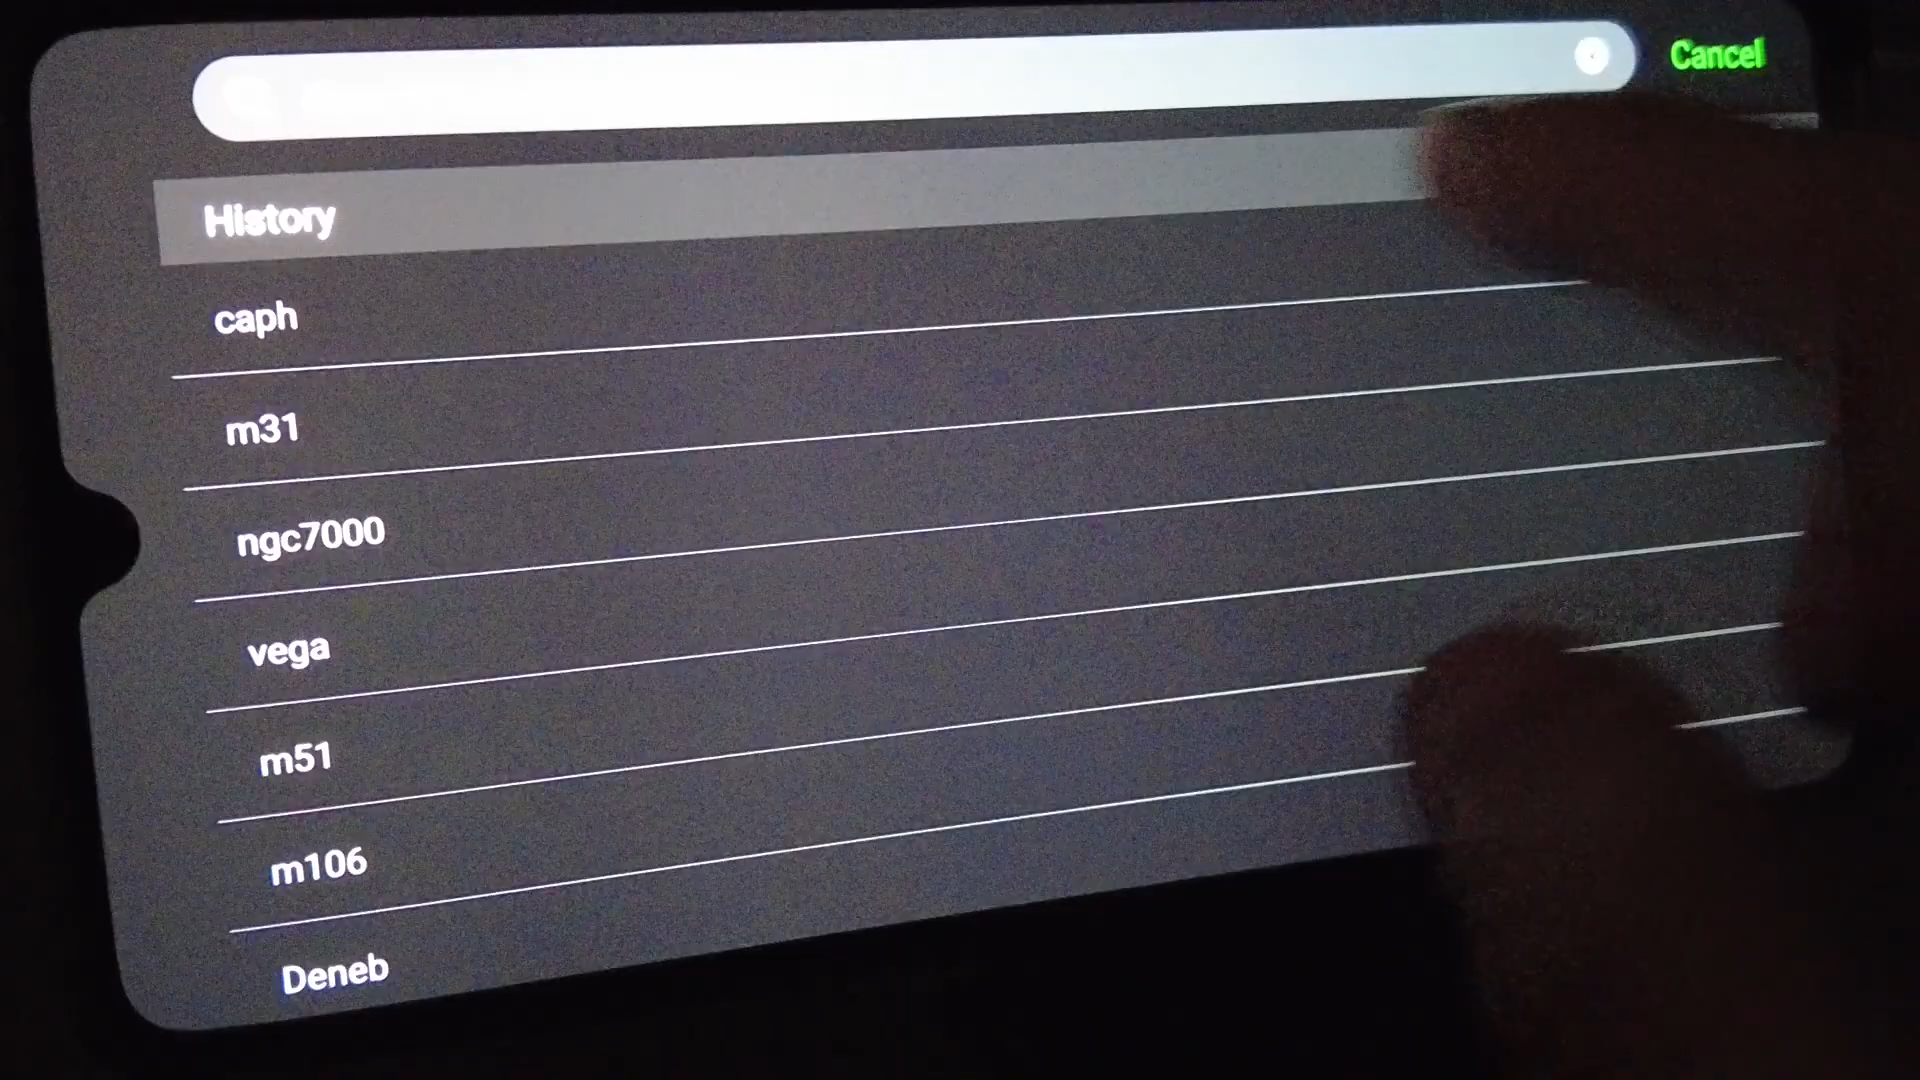 Cancel
History
caph
m31
ngc7000
vega
m51
m106
Deneb